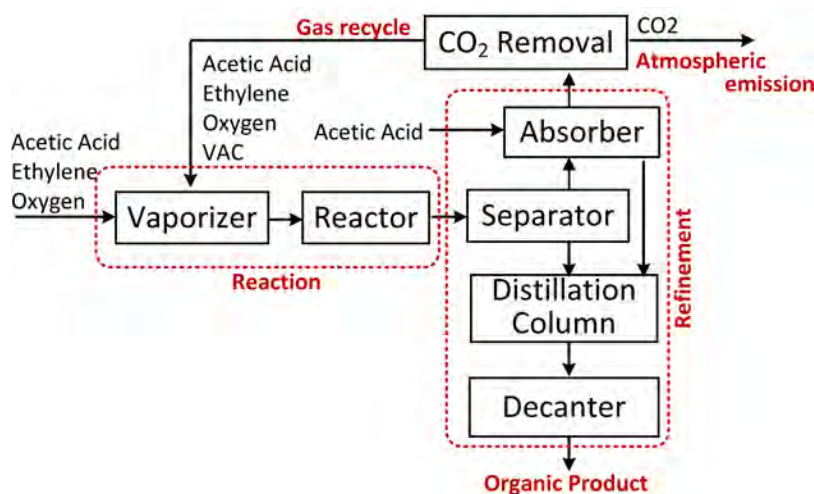 Gas recycle
CO₂ Removal
CO2
Atmospheric
emission
Acetic Acid
Ethylene
Oxygen
VAC
Acetic Acid
Absorber
Acetic Acid
Ethylene
Oxygen
Vaporizer
Reactor
Separator
Reaction
Refinement
Distillation
Column
Decanter
Organic Product